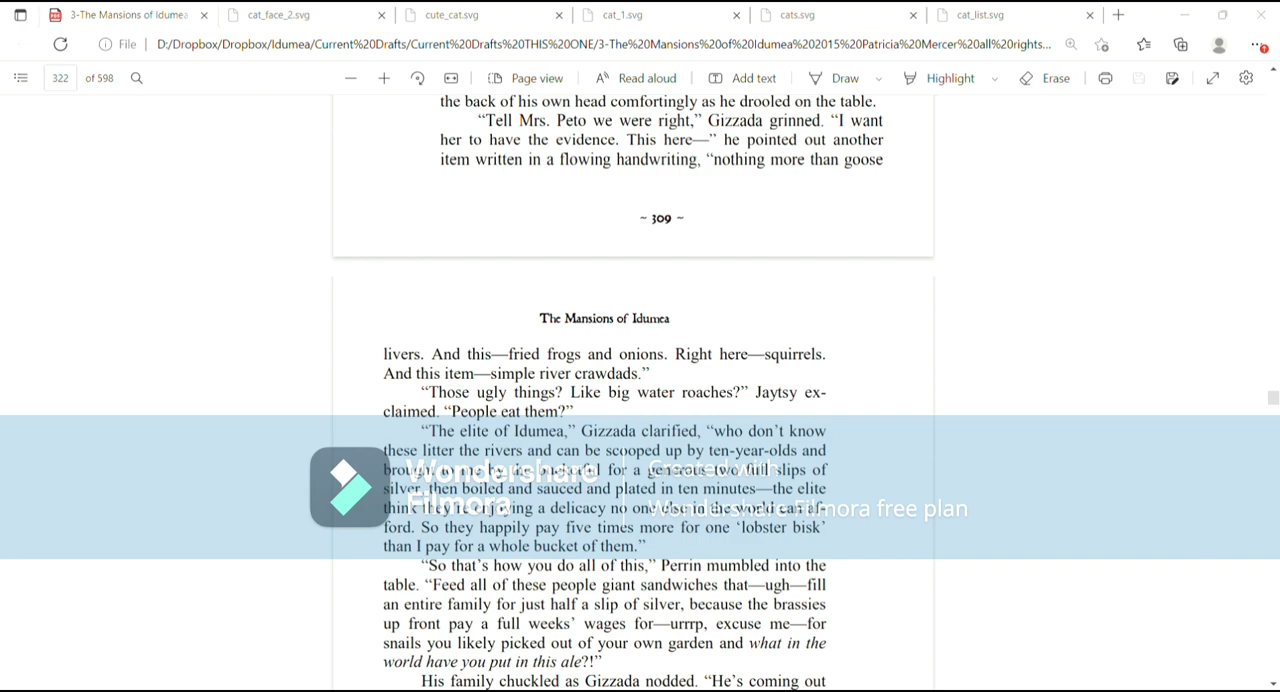 3-The Mansions of Idumea
cat_face_2.svg
cute_cat.svg
cat_1.svg
cats.svg
cat_list.svg
File
D:/Dropbox/Dropbox/Idumea/Current%20Drafts/Current%20Drafts%20THIS%20ONE/3-The%20Mansions%20of%20Idumea%202015%20Patricia%20Mercer%20all%20rights...
322 of 598
Page view
Read aloud
Add text
Draw
Highlight
Erase
the back of his own head comfortingly as he drooled on the table.
“Tell Mrs. Peto we were right,” Gizzada grinned. “I want
her to have the evidence. This here—” he pointed out another
item written in a flowing handwriting, “nothing more than goose
~ 309 ~
The Mansions of Idumea
livers. And this—fried frogs and onions. Right here—squirrels.
And this item—simple river crawdads.”
“Those ugly things? Like big water roaches?” Jaytsy ex-
claimed. “People eat them?”
“The elite of Idumea,” Gizzada clarified, “who don’t know
these litter the rivers and can be scooped up by ten-year-olds and
for a generous two full slips of
silver, then boiled and sauced and plated in ten minutes—the elite
think a delicacy no
ford. So they happily pay five times more for one ‘lobster bisk’
than I pay for a whole bucket of them.”
“So that’s how you do all of this,” Perrin mumbled into the
table. “Feed all of these people giant sandwiches that—ugh—fill
an entire family for just half a slip of silver, because the brassies
up front pay a full weeks’ wages for—urrrp, excuse me—for
snails you likely picked out of your own garden and what in the
world have you put in this ale?!”
His family chuckled as Gizzada nodded. “He’s coming out
Wondershare
Filmora
Created with
Wondershare Filmora free plan